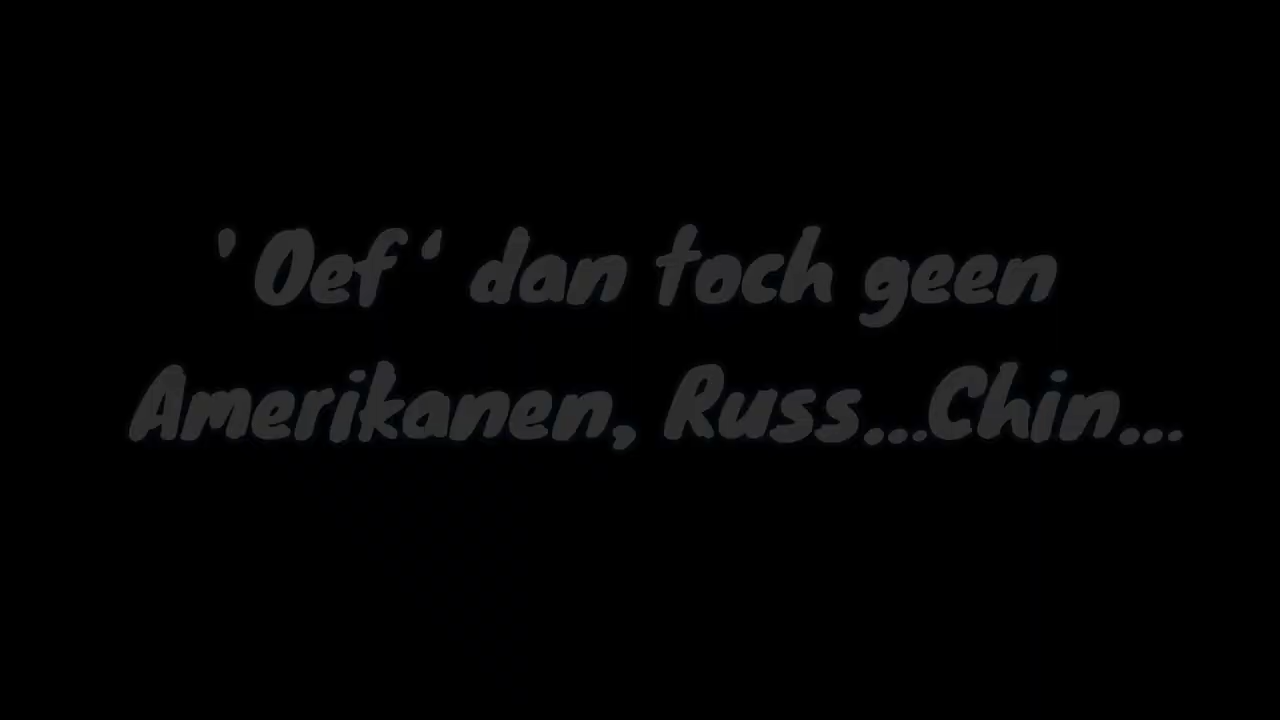 ' Oef ‘ dan toch geen
Amerikanen, Russ...Chin...